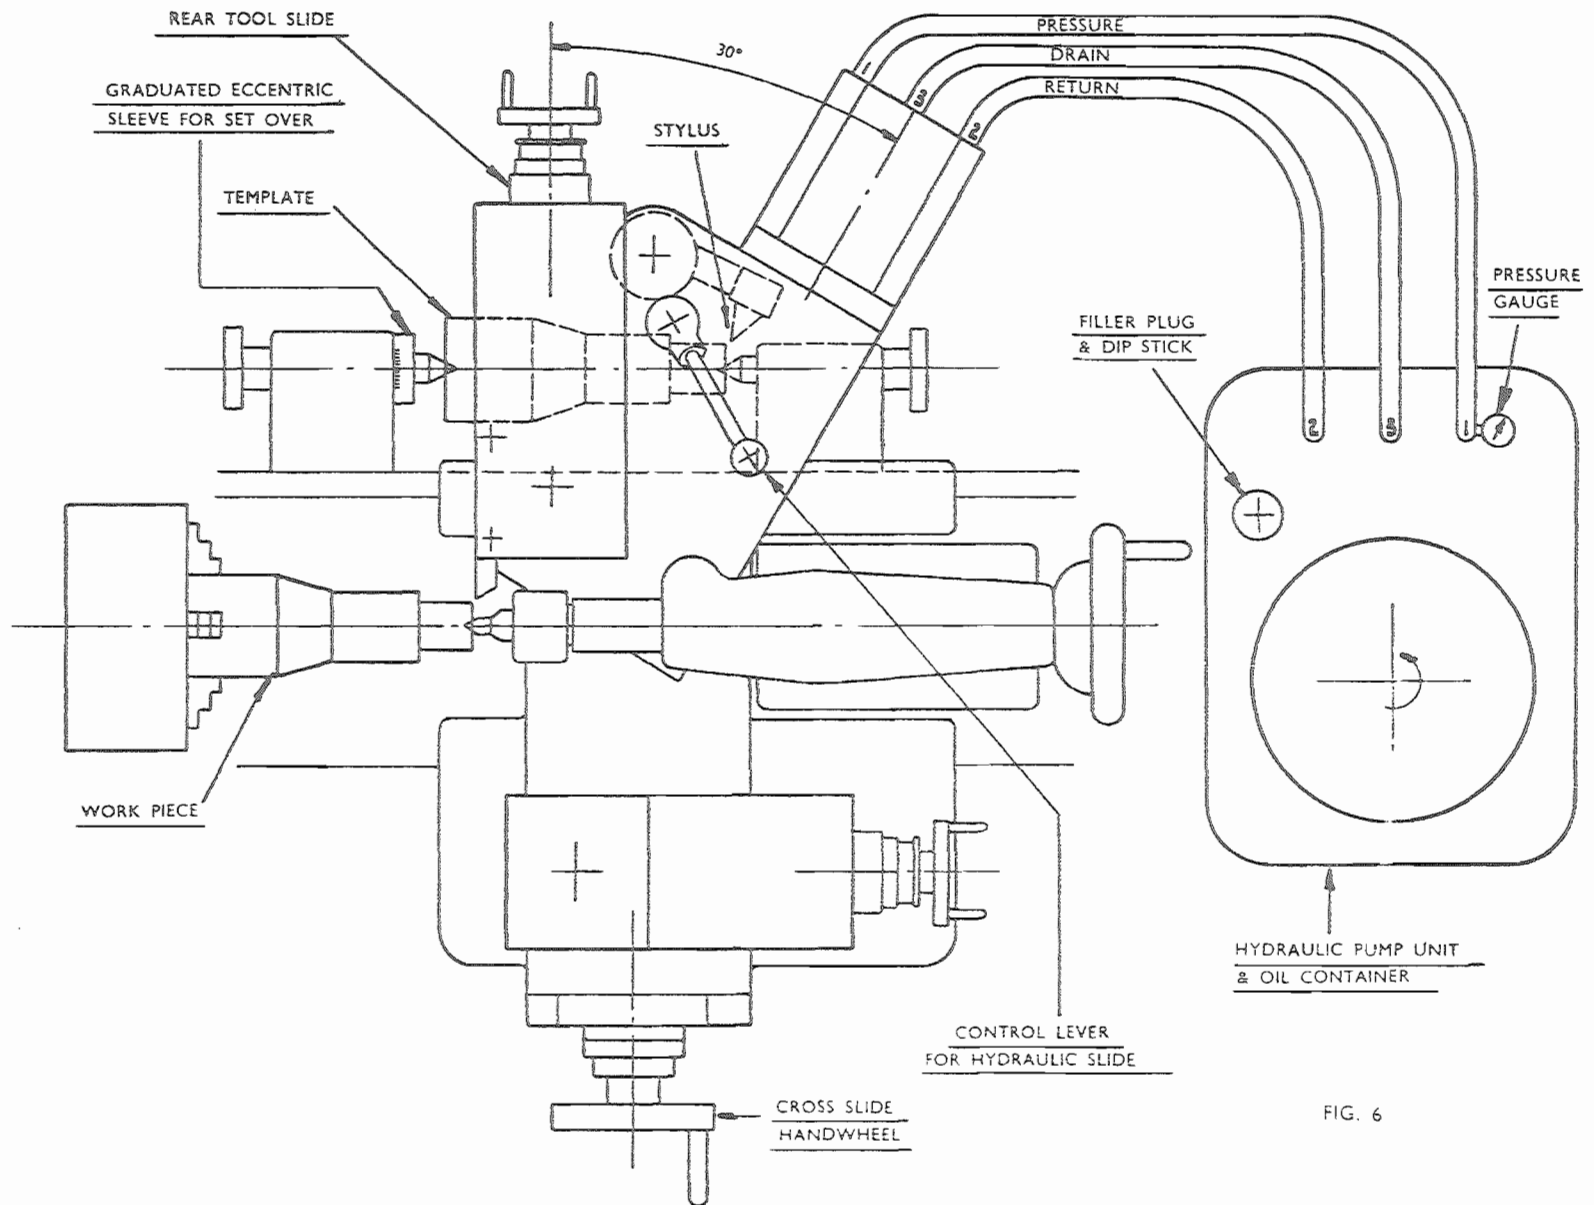 REAR TOOL SLIDE
GRADUATED ECCENTRIC
SLEEVE FOR SET OVER
TEMPLATE
30°
STYLUS
PRESSURE
DRAIN
RETURN
1
3
2
PRESSURE
GAUGE
FILLER PLUG
& DIP STICK
2
3
1
WORK PIECE
HYDRAULIC PUMP UNIT
& OIL CONTAINER
CONTROL LEVER
FOR HYDRAULIC SLIDE
CROSS SLIDE
HANDWHEEL
FIG. 6